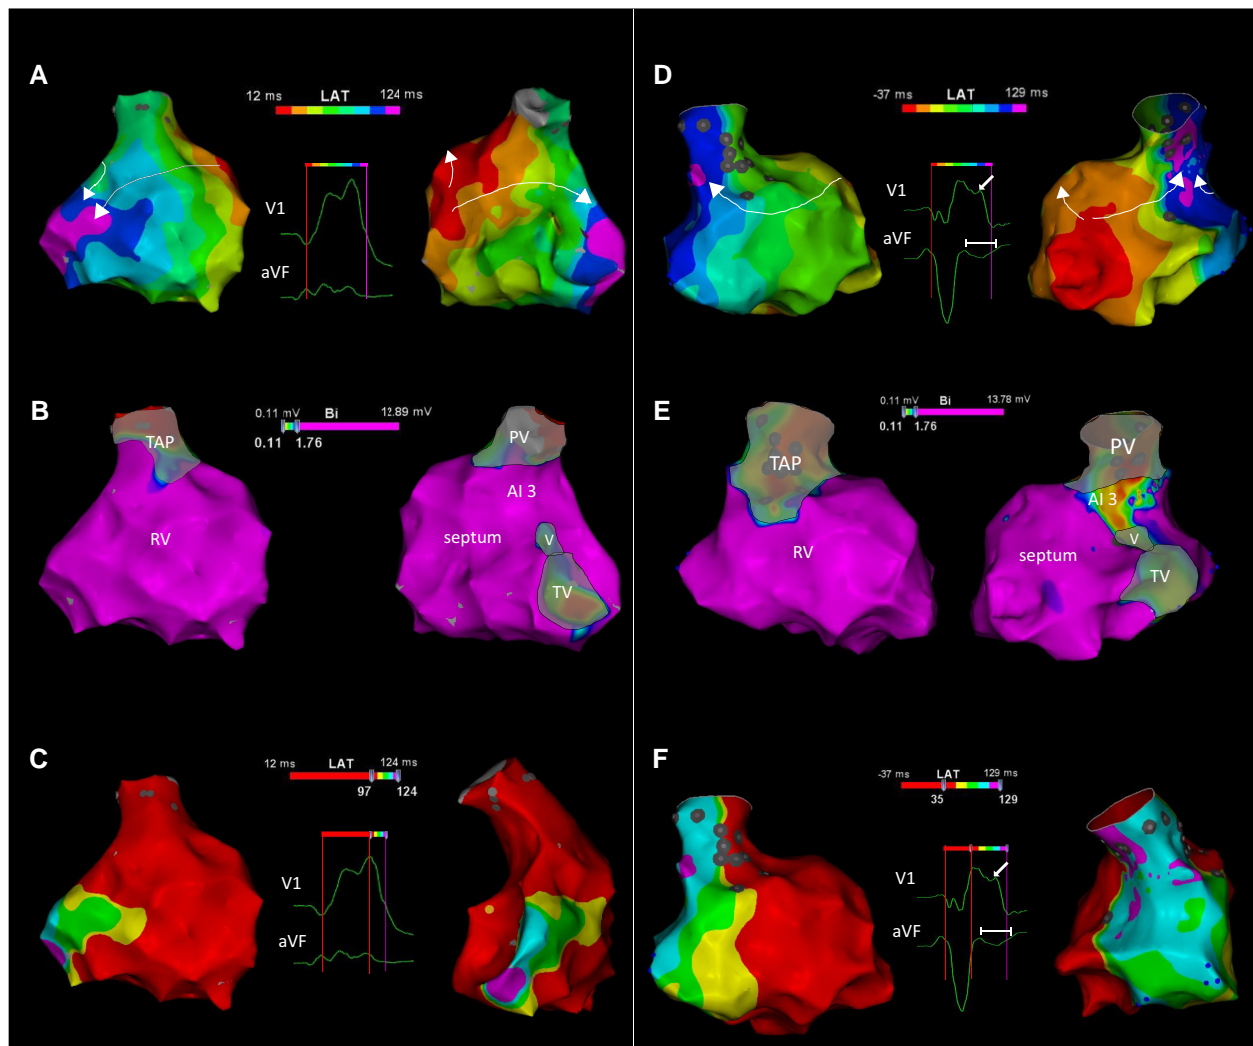 A
12 ms LAT 124 ms
V1
aVF
D
-37 ms LAT 129 ms
V1
aVF
B
0.11 mV Bi 12.89 mV
0.11 1.76
TAP
RV
PV
AI 3
septum
V
TV
E
0.11 mV Bi 13.78 mV
0.11 1.76
TAP
RV
PV
AI 3
septum
V
TV
C
12 ms LAT 124 ms
97 124
V1
aVF
F
-37 ms LAT 129 ms
35 129
V1
aVF